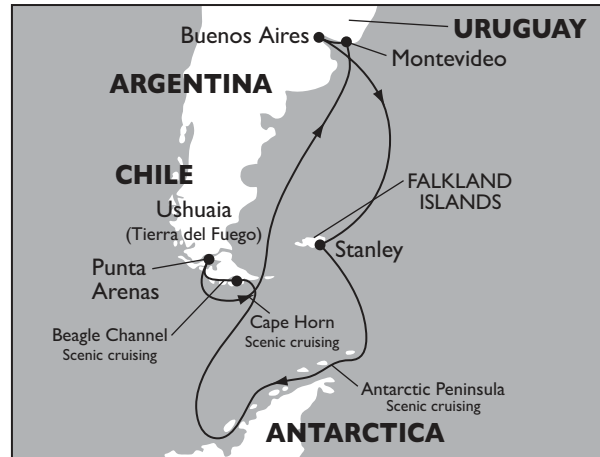 URUGUAY
Buenos Aires
Montevideo
ARGENTINA
CHILE
FALKLAND
ISLANDS
Ushuaia
(Tierra del Fuego)
Stanley
Punta
Arenas
Cape Horn
Scenic cruising
Beagle Channel
Scenic cruising
Antarctic Peninsula
Scenic cruising
ANTARCTICA